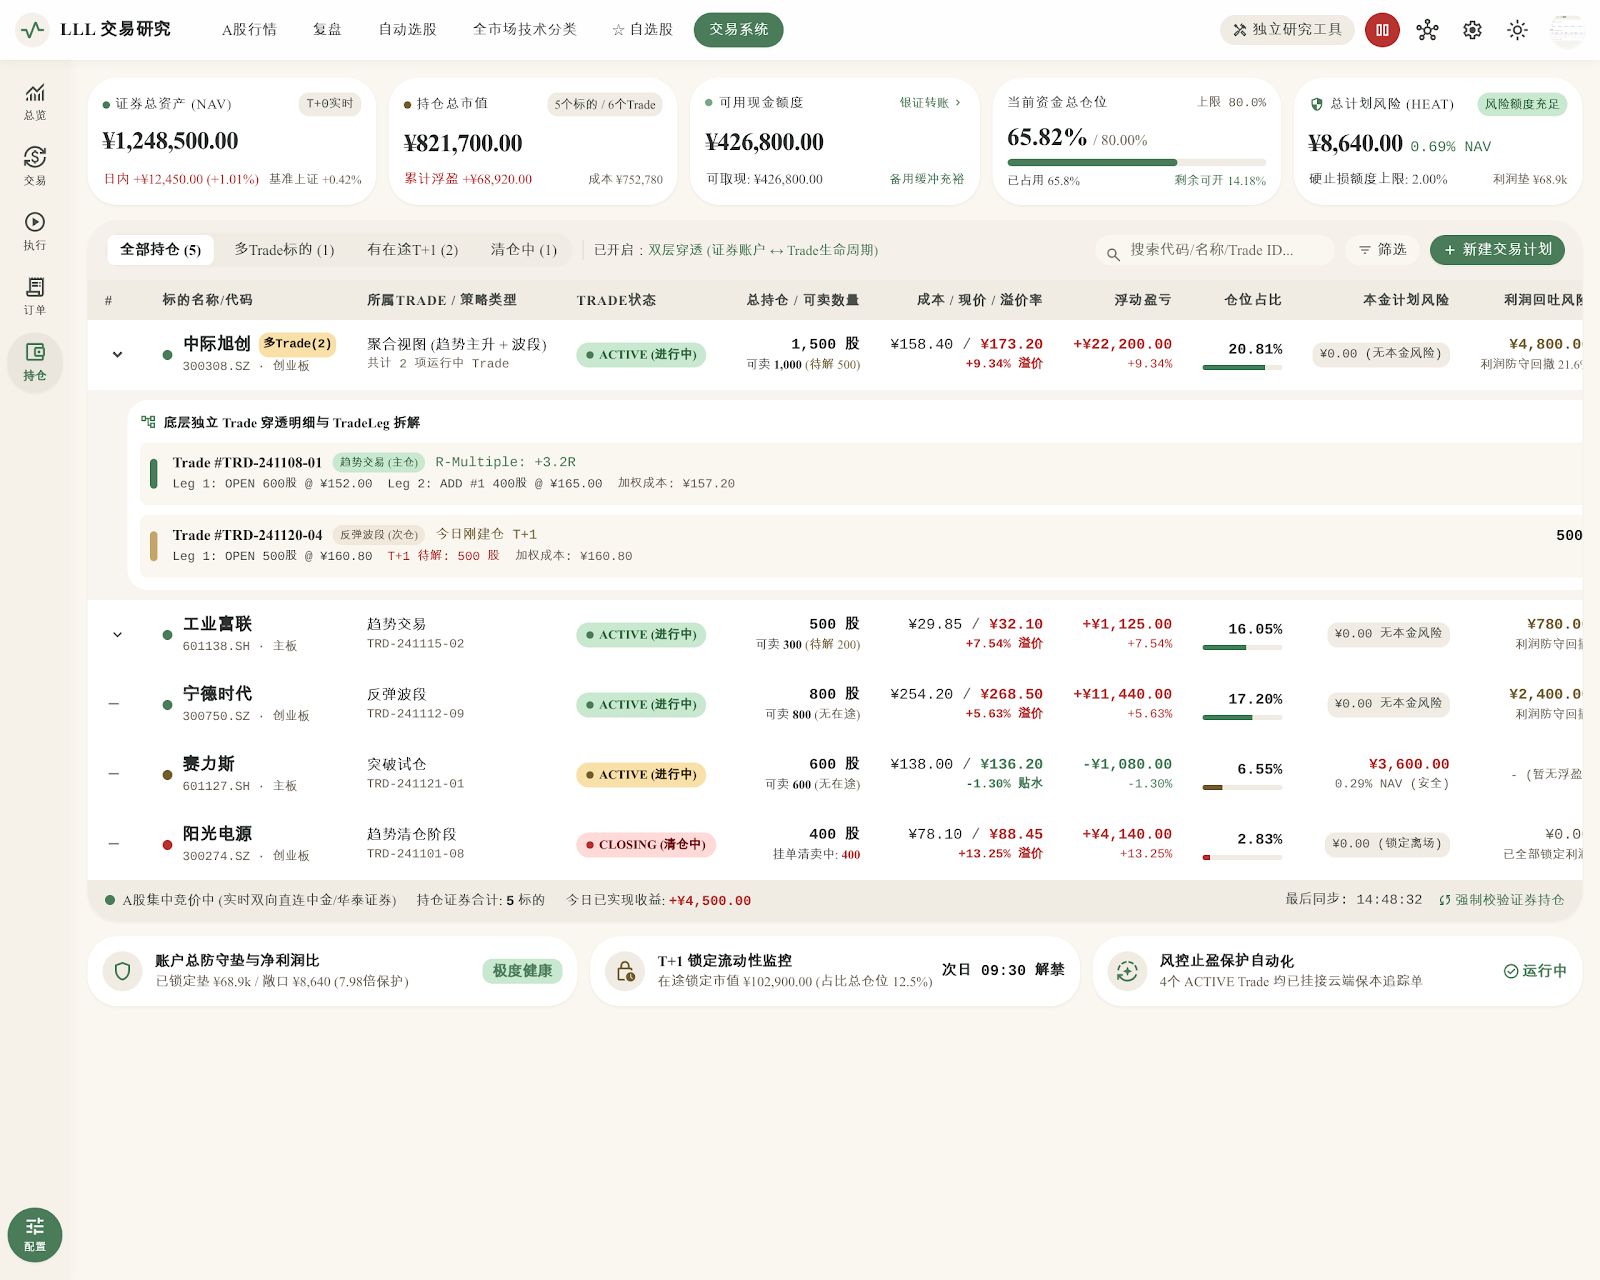 LLL 交易研究
A股行情 复盘 自动选股 全市场技术分类 ☆ 自选股 交易系统
独立研究工具
总览
交易
执行
订单
持仓
配置
证券总资产 (NAV) T+0实时
¥1,248,500.00
日内 +¥12,450.00 (+1.01%) 基准上证 +0.42%
持仓总市值 5个标的 / 6个Trade
¥821,700.00
累计浮盈 +¥68,920.00 成本 ¥752,780
可用现金额度 银证转账 ›
¥426,800.00
可取现: ¥426,800.00 备用缓冲充裕
当前资金总仓位 上限 80.0%
65.82% / 80.00%
已占用 65.8% 剩余可开 14.18%
总计划风险 (HEAT) 风险额度充足
¥8,640.00 0.69% NAV
硬止损额度上限: 2.00% 利润垫 ¥68.9k
全部持仓 (5) 多Trade标的 (1) 有在途T+1 (2) 清仓中 (1) 已开启 : 双层穿透 (证券账户 ↔ Trade生命周期) 搜索代码/名称/Trade ID... 筛选 + 新建交易计划
# 标的名称/代码 所属TRADE / 策略类型 TRADE状态 总持仓 / 可卖数量 成本 / 现价 / 溢价率 浮动盈亏 仓位占比 本金计划风险 利润回吐风
中际旭创 多Trade(2) 聚合视图 (趋势主升 + 波段) ACTIVE (进行中) 1,500 股 ¥158.40 / ¥173.20 +¥22,200.00 20.81% ¥0.00 (无本金风险) ¥4,800.0
300308.SZ · 创业板 共计 2 项运行中 Trade 可卖 1,000 (待解 500) +9.34% 溢价 +9.34% 利润防守回撤 21.6
底层独立 Trade 穿透明细与 TradeLeg 拆解
Trade #TRD-241108-01 趋势交易 (主仓) R-Multiple: +3.2R
Leg 1: OPEN 600股 @ ¥152.00 Leg 2: ADD #1 400股 @ ¥165.00 加权成本: ¥157.20
Trade #TRD-241120-04 反弹波段 (次仓) 今日刚建仓 T+1 500
Leg 1: OPEN 500股 @ ¥160.80 T+1 待解: 500 股 加权成本: ¥160.80
工业富联 趋势交易 ACTIVE (进行中) 500 股 ¥29.85 / ¥32.10 +¥1,125.00 16.05% ¥0.00 无本金风险 ¥780.0
601138.SH · 主板 TRD-241115-02 可卖 300 (待解 200) +7.54% 溢价 +7.54% 利润防守回
宁德时代 反弹波段 ACTIVE (进行中) 800 股 ¥254.20 / ¥268.50 +¥11,440.00 17.20% ¥0.00 无本金风险 ¥2,400.0
300750.SZ · 创业板 TRD-241112-09 可卖 800 (无在途) +5.63% 溢价 +5.63% 利润防守回
赛力斯 突破试仓 ACTIVE (进行中) 600 股 ¥138.00 / ¥136.20 -¥1,080.00 6.55% ¥3,600.00 - (暂无浮盈
601127.SH · 主板 TRD-241121-01 可卖 600 (无在途) -1.30% 贴水 -1.30% 0.29% NAV (安全)
阳光电源 趋势清仓阶段 CLOSING (清仓中) 400 股 ¥78.10 / ¥88.45 +¥4,140.00 2.83% ¥0.00 (锁定离场) ¥0.0
300274.SZ · 创业板 TRD-241101-08 挂单清卖中: 400 +13.25% 溢价 +13.25% 已全部锁定利
A股集中竞价中 (实时双向直连中金/华泰证券) 持仓证券合计: 5 标的 今日已实现收益: +¥4,500.00 最后同步: 14:48:32 强制校验证券持仓
账户总防守垫与净利润比 极度健康
已锁定垫 ¥68.9k / 敞口 ¥8,640 (7.98倍保护)
T+1 锁定流动性监控 次日 09:30 解禁
在途锁定市值 ¥102,900.00 (占比总仓位 12.5%)
风控止盈保护自动化 运行中
4个 ACTIVE Trade 均已挂接云端保本追踪单